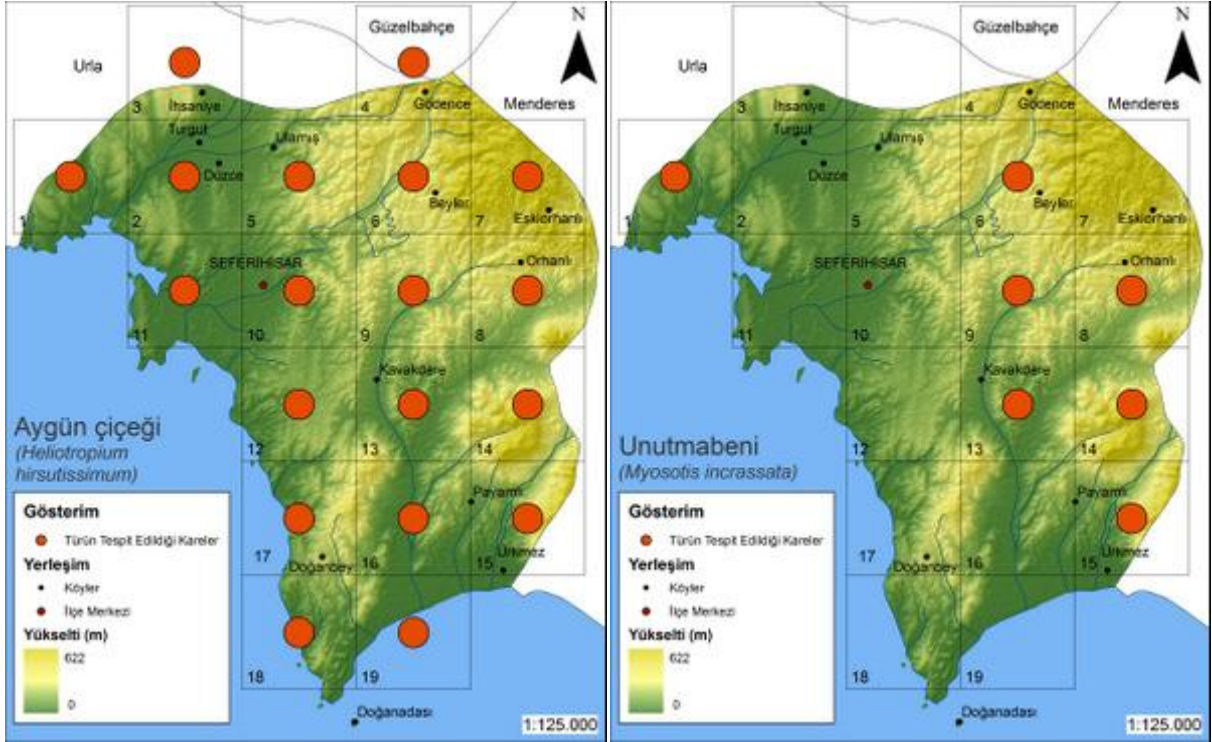 N
Güzelbahçe
Urla
Menderes
3
4
İhsaniye
Gödence
Turgut
Ulamış
Düzce
Beyler
Eskiorhanlı
1
2
5
6
7
SEFERİHİSAR
Orhanlı
11
10
9
8
Kavakdere
Aygün çiçeği
(Heliotropium
hirsutissimum)
12
13
14
Payamlı
Gösterim
Türün Tespit Edildiği Kareler
Yerleşim
Köyler
İlçe Merkezi
Yükselti (m)
622
0
17
Doğanbey
16
15
Ürkmez
18
19
Doğanadası
1:125.000
N
Güzelbahçe
Urla
Menderes
3
4
İhsaniye
Gödence
Turgut
Ulamış
Düzce
Beyler
Eskiorhanlı
1
2
5
6
7
SEFERİHİSAR
Orhanlı
11
10
9
8
Kavakdere
Unutmabeni
(Myosotis incrassata)
12
13
14
Payamlı
Gösterim
Türün Tespit Edildiği Kareler
Yerleşim
Köyler
İlçe Merkezi
Yükselti (m)
622
0
17
Doğanbey
16
15
Ürkmez
18
19
Doğanadası
1:125.000